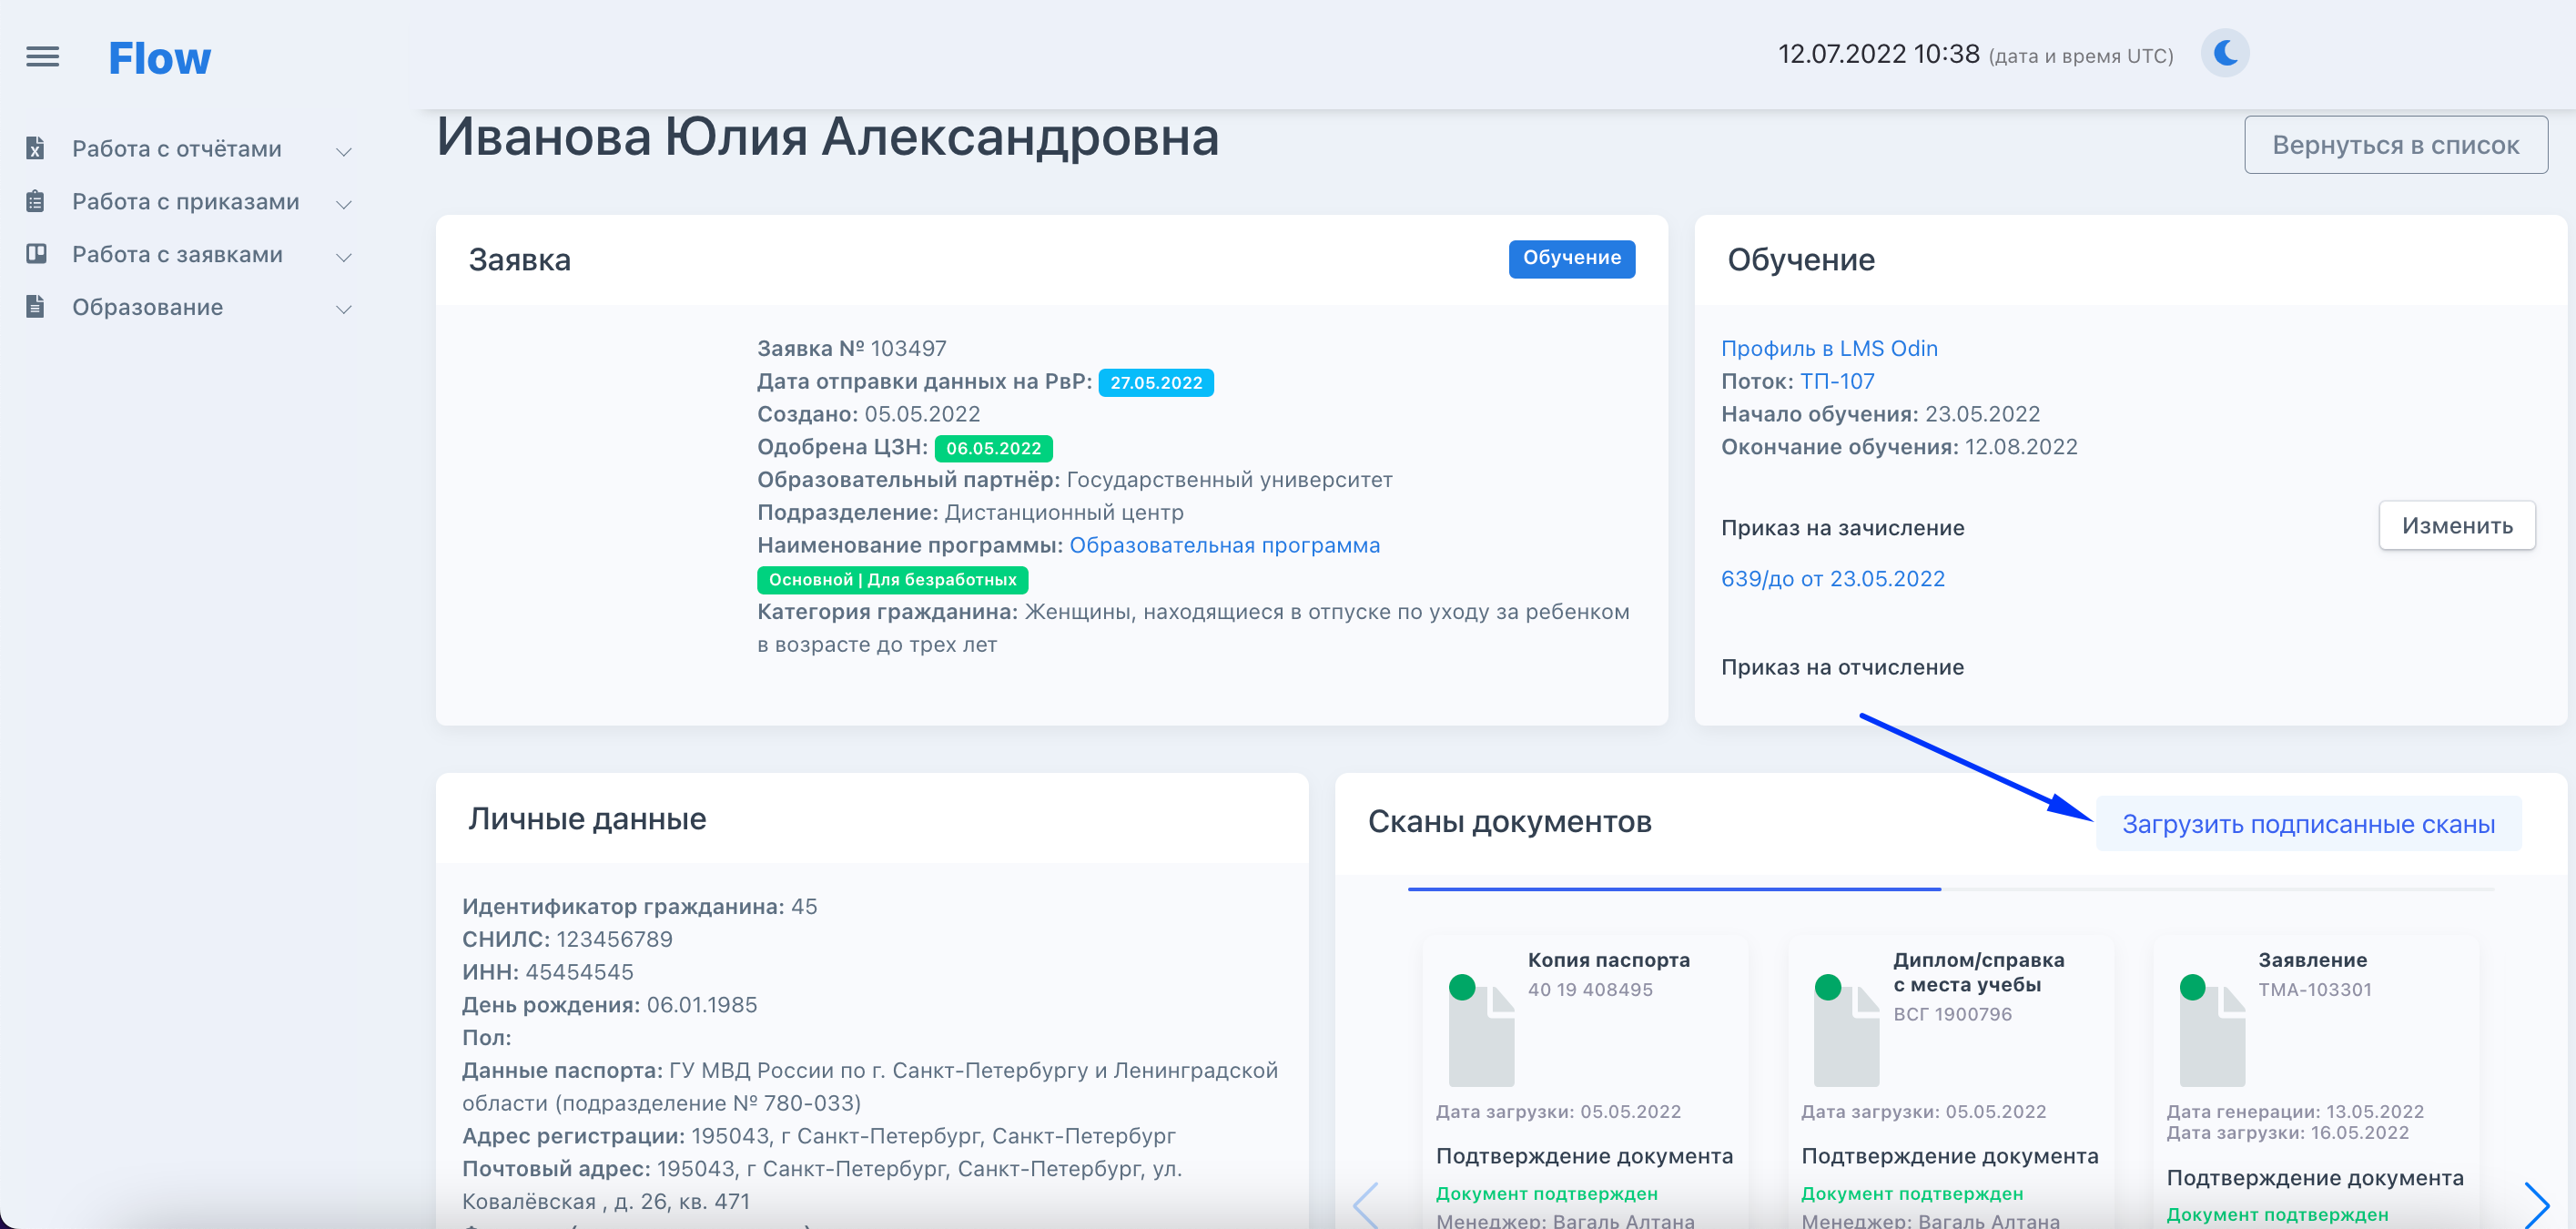 Flow
12.07.2022 10:38 (дата и время UTC)
Работа с отчётами
Работа с приказами
Работа с заявками
Образование
Иванова Юлия Александровна
Вернуться в список
Заявка
Обучение
Заявка № 103497
Дата отправки данных на РвР: 27.05.2022
Создано: 05.05.2022
Одобрена ЦЗН: 06.05.2022
Образовательный партнёр: Государственный университет
Подразделение: Дистанционный центр
Наименование программы: Образовательная программа
Основной | Для безработных
Категория гражданина: Женщины, находящиеся в отпуске по уходу за ребенком
в возрасте до трех лет
Обучение
Профиль в LMS Odin
Поток: ТП-107
Начало обучения: 23.05.2022
Окончание обучения: 12.08.2022
Приказ на зачисление
Изменить
639/до от 23.05.2022
Приказ на отчисление
Личные данные
Идентификатор гражданина: 45
СНИЛС: 123456789
ИНН: 45454545
День рождения: 06.01.1985
Пол:
Данные паспорта: ГУ МВД России по г. Санкт-Петербургу и Ленинградской
области (подразделение № 780-033)
Адрес регистрации: 195043, г Санкт-Петербург, Санкт-Петербург
Почтовый адрес: 195043, г Санкт-Петербург, Санкт-Петербург, ул.
Ковалёвская , д. 26, кв. 471
Сканы документов
Загрузить подписанные сканы
Копия паспорта
40 19 408495
Дата загрузки: 05.05.2022
Подтверждение документа
Документ подтвержден
Менеджер: Вагаль Алтана
Диплом/справка
с места учебы
ВСГ 1900796
Дата загрузки: 05.05.2022
Подтверждение документа
Документ подтвержден
Менеджер: Вагаль Алтана
Заявление
ТМА-103301
Дата генерации: 13.05.2022
Дата загрузки: 16.05.2022
Подтверждение документа
Документ подтвержден